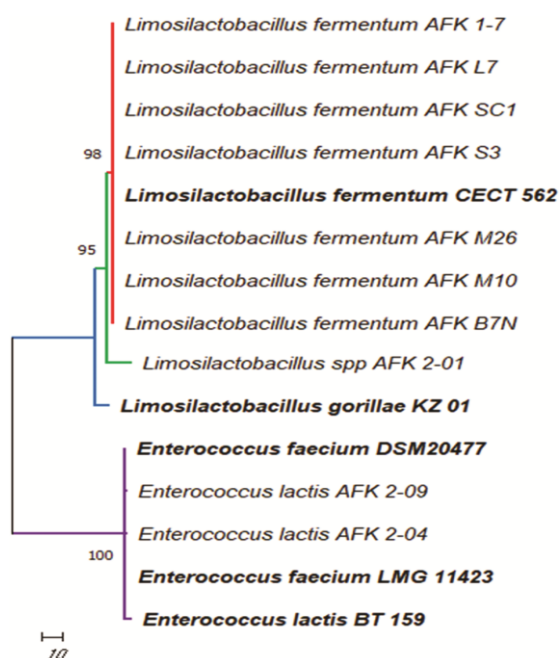 Limosilactobacillus fermentum AFK 1-7
Limosilactobacillus fermentum AFK L7
Limosilactobacillus fermentum AFK SC1
98
Limosilactobacillus fermentum AFK S3
Limosilactobacillus fermentum CECT 562
95
Limosilactobacillus fermentum AFK M26
Limosilactobacillus fermentum AFK M10
Limosilactobacillus fermentum AFK B7N
Limosilactobacillus spp AFK 2-01
Limosilactobacillus gorillae KZ 01
Enterococcus faecium DSM20477
Enterococcus lactis AFK 2-09
Enterococcus lactis AFK 2-04
100
Enterococcus faecium LMG 11423
Enterococcus lactis BT 159
10